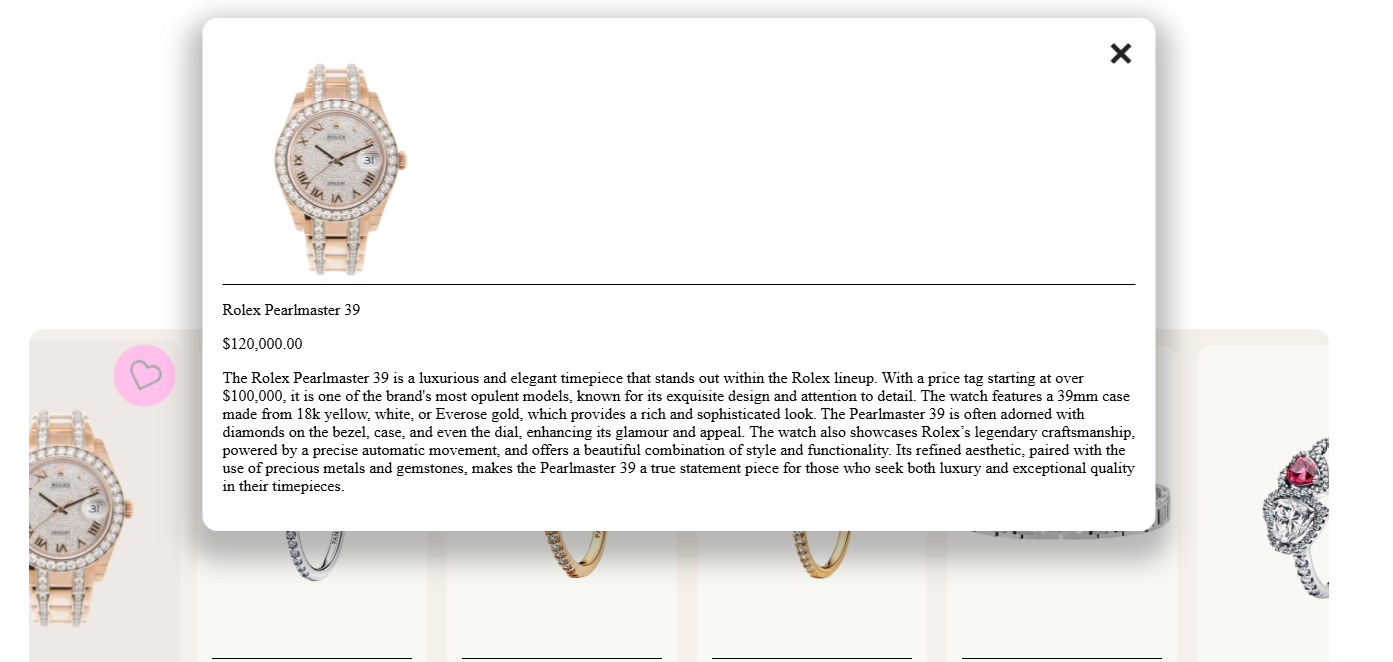 ROLEX
31
Rolex Pearlmaster 39
$120,000.00
The Rolex Pearlmaster 39 is a luxurious and elegant timepiece that stands out within the Rolex lineup. With a price tag starting at over
$100,000, it is one of the brand's most opulent models, known for its exquisite design and attention to detail. The watch features a 39mm case
made from 18k yellow, white, or Everose gold, which provides a rich and sophisticated look. The Pearlmaster 39 is often adorned with
diamonds on the bezel, case, and even the dial, enhancing its glamour and appeal. The watch also showcases Rolex’s legendary craftsmanship,
powered by a precise automatic movement, and offers a beautiful combination of style and functionality. Its refined aesthetic, paired with the
use of precious metals and gemstones, makes the Pearlmaster 39 a true statement piece for those who seek both luxury and exceptional quality
in their timepieces.
ROLEX
31